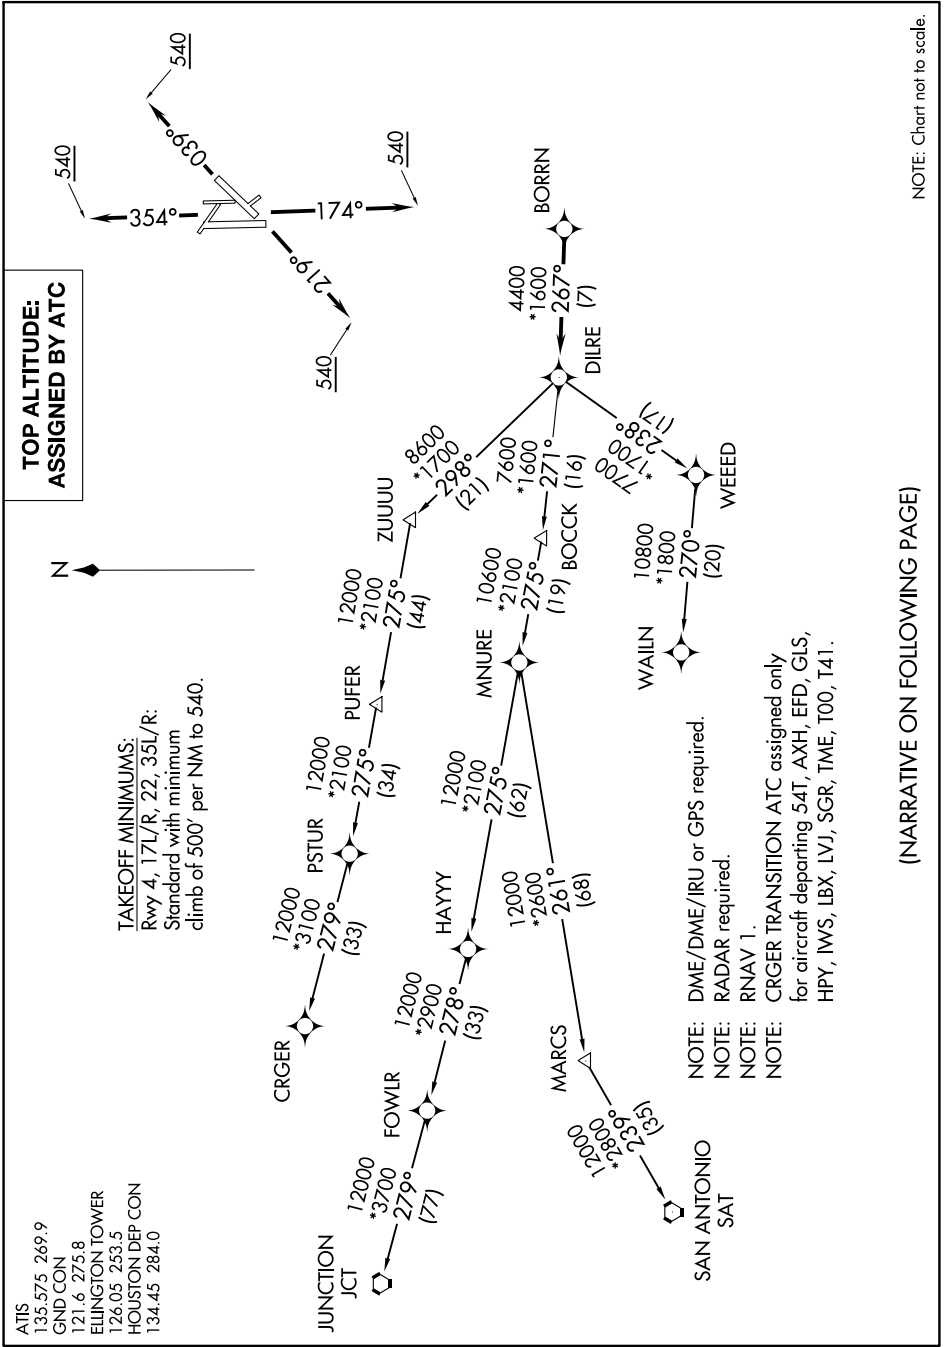 ATIS
135.575 269.9
GND CON
121.6 275.8
ELLINGTON TOWER
126.05 253.5
HOUSTON DEP CON
134.45 284.0
TAKEOFF MINIMUMS:
Rwy 4, 17L/R, 22, 35L/R:
Standard with minimum
climb of 500' per NM to 540.
N
TOP ALTITUDE:
ASSIGNED BY ATC
540
354°
039°
540
219°
540
174°
540
CRGER
12000
*3100
279°
(33)
PSTUR
12000
*2100
275°
(34)
PUFER
12000
*2100
275°
(44)
ZUUUU
8600
*1700
298°
(21)
JUNCTION
JCT
12000
*3700
279°
(77)
FOWLR
12000
*2900
278°
(33)
HAYYY
12000
*2100
275°
(62)
MNURE
10600
*2100
275°
(19)
BOCCK
7600
*1600
271°
(16)
DILRE
4400
*1600
267°
(7)
BORRN
SAN ANTONIO
SAT
12000
*2800
239°
(35)
MARCS
12000
*2600
261°
(68)
WAILN
10800
*1800
270°
(20)
WEEED
7700
*1700
238°
(17)
NOTE: DME/DME/IRU or GPS required.
NOTE: RADAR required.
NOTE: RNAV 1.
NOTE: CRGER TRANSITION ATC assigned only
for aircraft departing 54T, AXH, EFD, GLS,
HPY, IWS, LBX, LVJ, SGR, TME, T00, T41.
(NARRATIVE ON FOLLOWING PAGE)
NOTE: Chart not to scale.